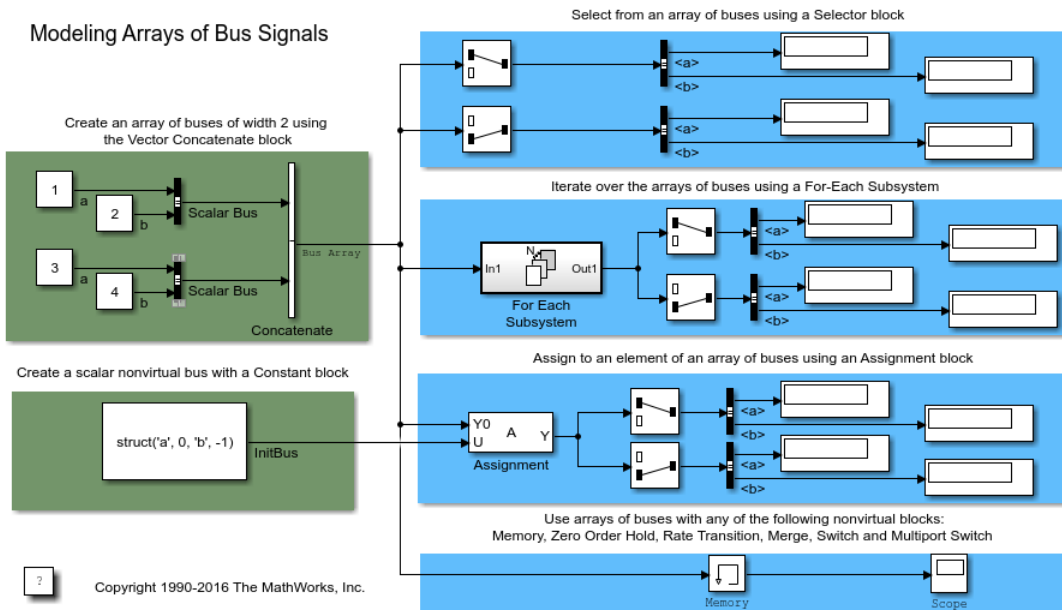 Modeling Arrays of Bus Signals
Create an array of buses of width 2 using
the Vector Concatenate block
1
a
2
b
Scalar Bus
3
a
4
b
Scalar Bus
Bus Array
Concatenate
Create a scalar nonvirtual bus with a Constant block
struct('a', 0, 'b', -1)
InitBus
?
Copyright 1990-2016 The MathWorks, Inc.
Select from an array of buses using a Selector block
<a>
<b>
<a>
<b>
Iterate over the arrays of buses using a For-Each Subsystem
In1
N
Out1
For Each
Subsystem
<a>
<b>
<a>
<b>
Assign to an element of an array of buses using an Assignment block
Y0
U
A
Y
Assignment
<a>
<b>
<a>
<b>
Use arrays of buses with any of the following nonvirtual blocks:
Memory, Zero Order Hold, Rate Transition, Merge, Switch and Multiport Switch
Memory
Scope